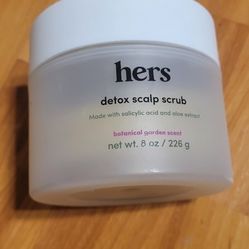 hers
detox scalp scrub
Made with salicylic acid and aloe extract
botanical garden scent
net wt. 8 oz / 226 g